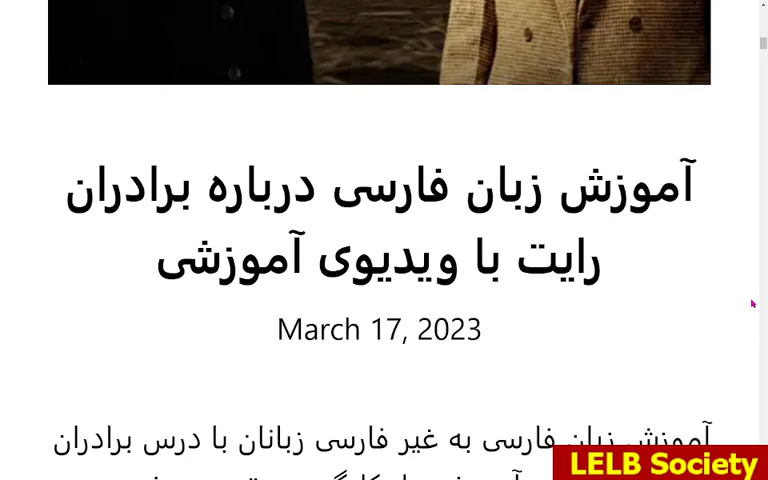 آموزش زبان فارسی درباره برادران
رایت با ویدیوی آموزشی
March 17, 2023
آموزش زبان فارسی به غیر فارسی زبانان با درس برادران
LELB Society